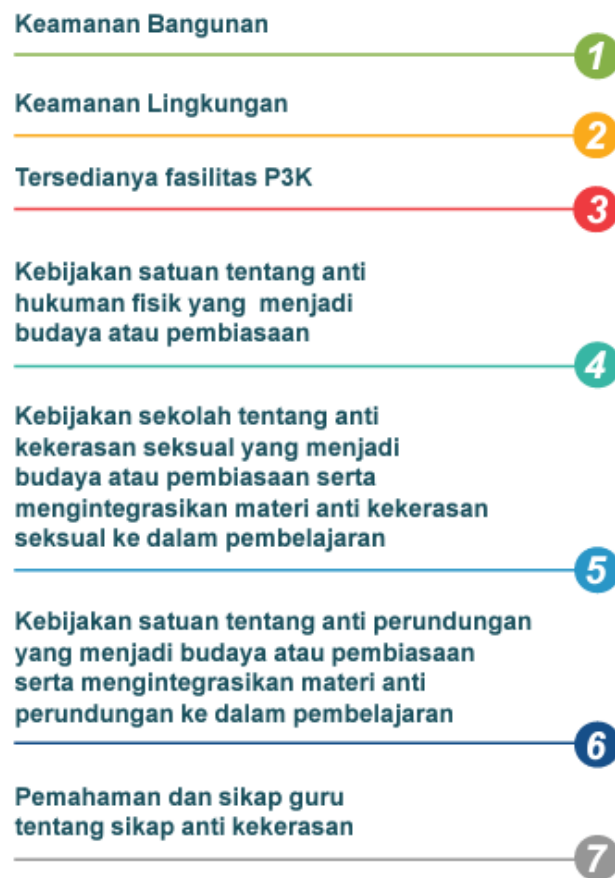 Keamanan Bangunan
1
Keamanan Lingkungan
2
Tersedianya fasilitas P3K
3
Kebijakan satuan tentang anti
hukuman fisik yang menjadi
budaya atau pembiasaan
4
Kebijakan sekolah tentang anti
kekerasan seksual yang menjadi
budaya atau pembiasaan serta
mengintegrasikan materi anti kekerasan
seksual ke dalam pembelajaran
5
Kebijakan satuan tentang anti perundungan
yang menjadi budaya atau pembiasaan
serta mengintegrasikan materi anti
perundungan ke dalam pembelajaran
6
Pemahaman dan sikap guru
tentang sikap anti kekerasan
7